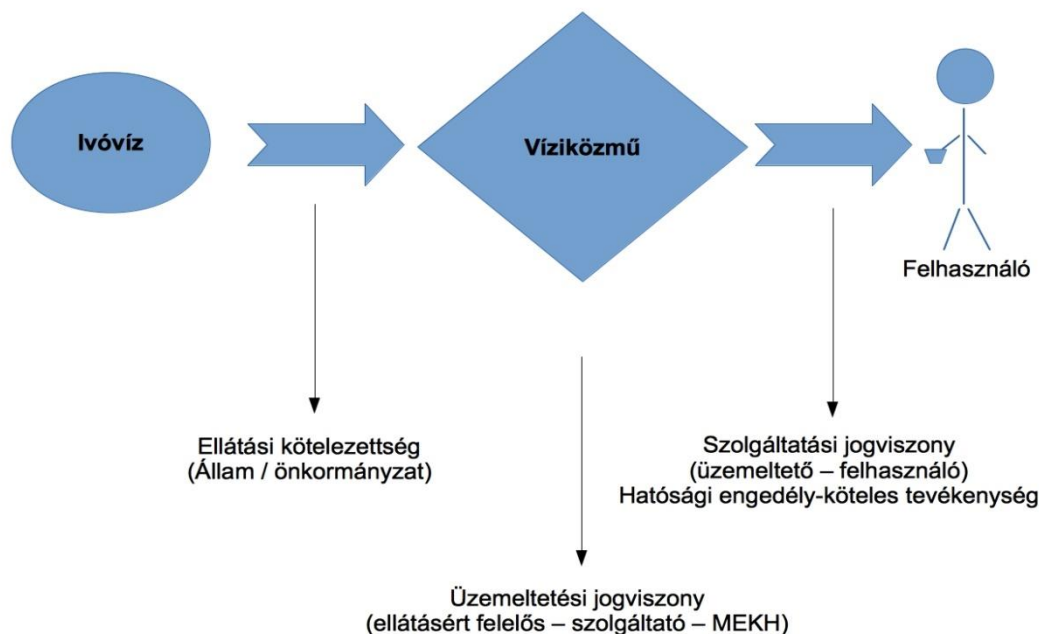 Ivóvíz
Víziközmű
Felhasználó
Ellátási kötelezettség
(Állam / önkormányzat)
Szolgáltatási jogviszony
(üzemeltető – felhasználó)
Hatósági engedély-köteles tevékenység
Üzemeltetési jogviszony
(ellátásért felelős – szolgáltató – MEKH)